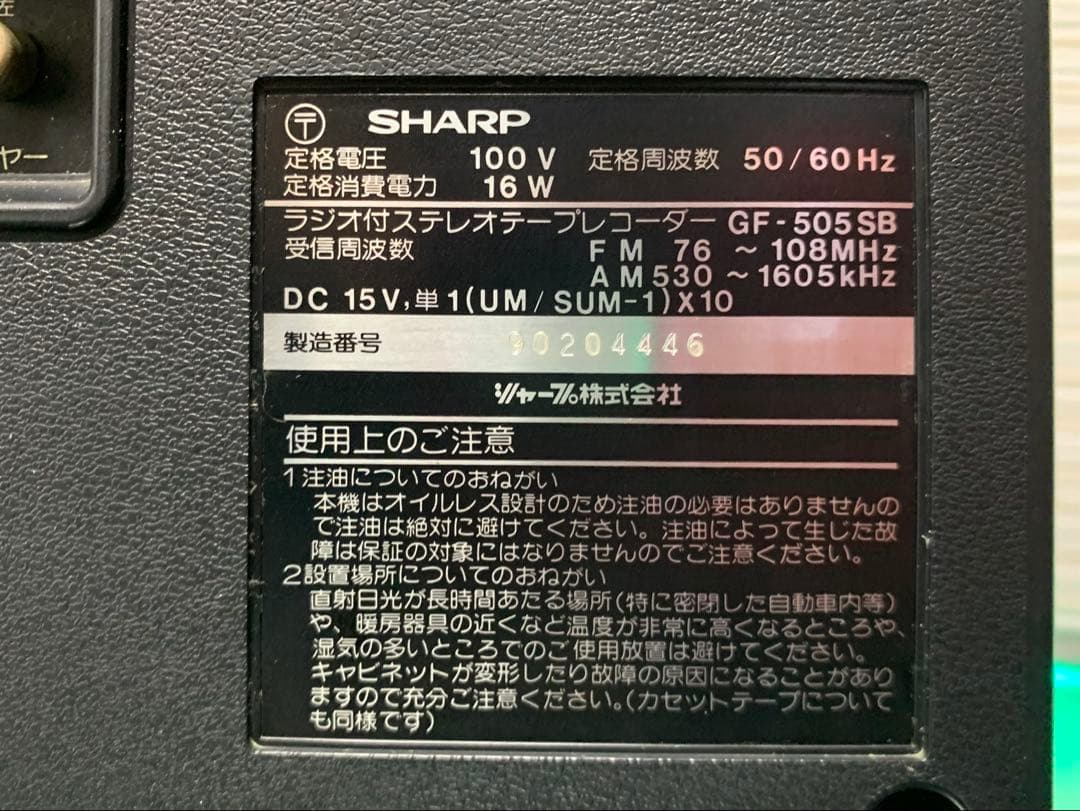 左
ヤー
〒 SHARP
定格電圧 100 V 定格周波数 50/60 Hz
定格消費電力 16 W
ラジオ付ステレオテープレコーダー GF-505SB
受信周波数 FM 76 ~ 108MHz
AM 530 ~ 1605kHz
DC 15V,単1(UM/SUM-1)X10
製造番号 90204446
シャープ株式会社
使用上のご注意
1注油についてのおねがい
本機はオイルレス設計のため注油の必要はありませんの
で注油は絶対に避けてください。注油によって生じた故
障は保証の対象にはなりませんのでご注意ください。
2設置場所についてのおねがい
直射日光が長時間あたる場所(特に密閉した自動車内等)
や、暖房器具の近くなど温度が非常に高くなるところや、
湿気の多いところでのご使用放置は避けてください。
キャビネットが変形したり故障の原因になることがあり
ますので充分ご注意ください。(カセットテープについて
も同様です)